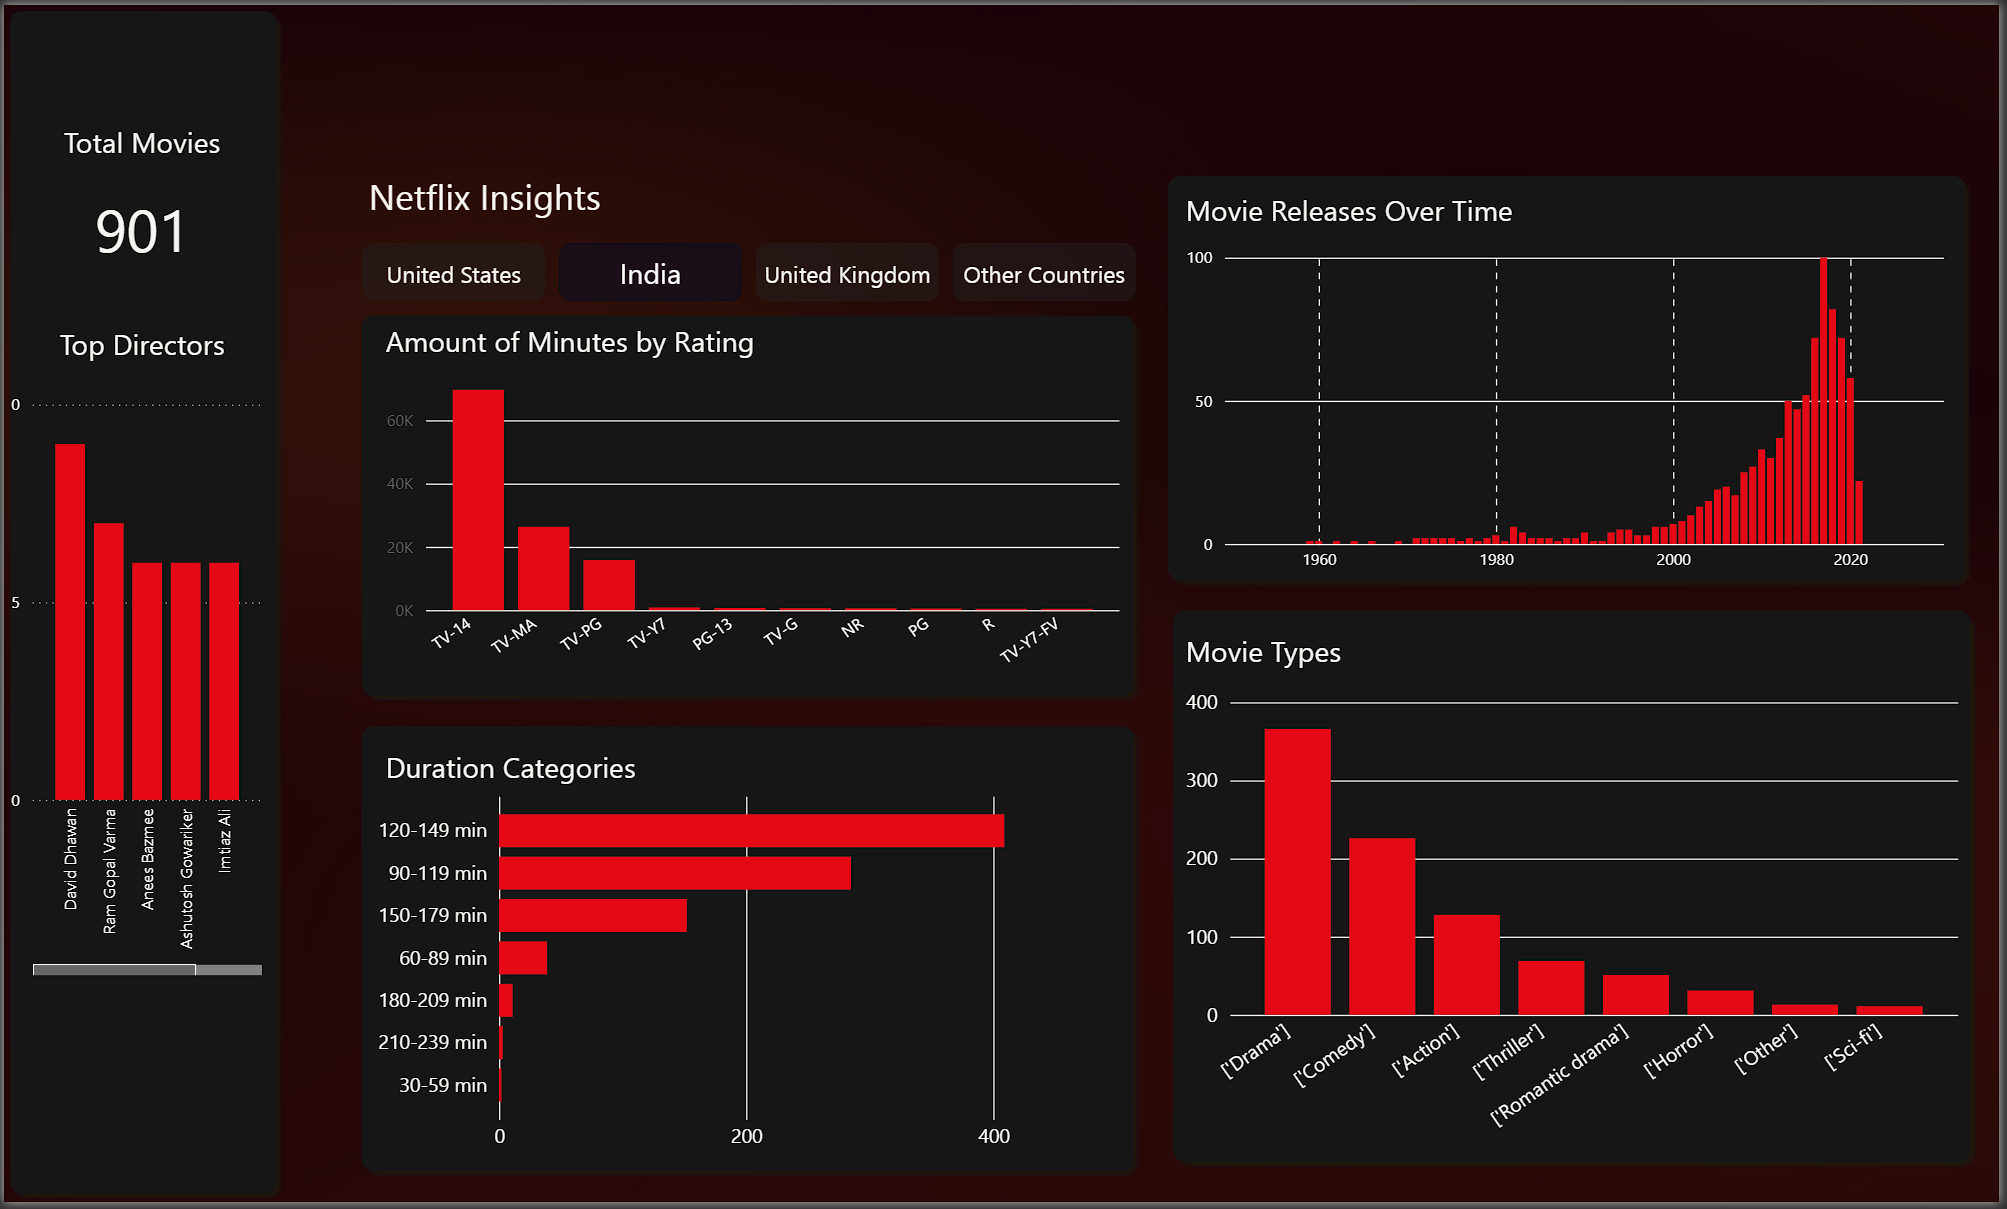 Total Movies
901
Top Directors
0
5
0
David Dhawan
Ram Gopal Varma
Anees Bazmee
Ashutosh Gowariker
Imtiaz Ali
Netflix Insights
United States
India
United Kingdom
Other Countries
Amount of Minutes by Rating
60K
40K
20K
0K
TV-14
TV-MA
TV-PG
TV-Y7
PG-13
TV-G
NR
PG
R
TV-Y7-FV
Duration Categories
120-149 min
90-119 min
150-179 min
60-89 min
180-209 min
210-239 min
30-59 min
0
200
400
Movie Releases Over Time
100
50
0
1960
1980
2000
2020
Movie Types
400
300
200
100
0
['Drama']
['Comedy']
['Action']
['Thriller']
['Romantic drama']
['Horror']
['Other']
['Sci-fi']